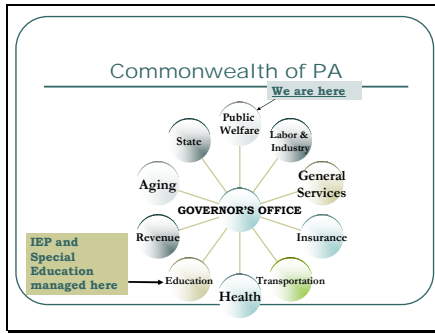 Commonwealth of PA
We are here
Public
Welfare
State
Labor &
Industry
Aging
General
Services
GOVERNOR'S OFFICE
Revenue
Insurance
IEP and
Special
Education
managed here
Education
Transportation
Health